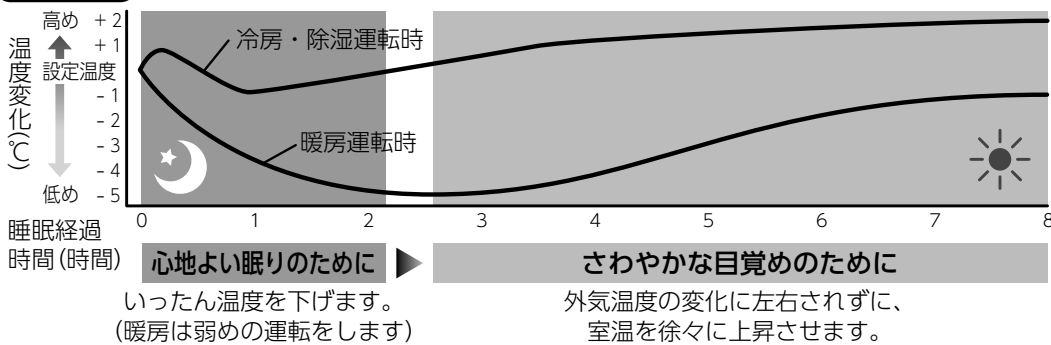 温度変化(℃)
高め +2
+1
設定温度
-1
-2
-3
-4
低め -5
冷房・除湿運転時
暖房運転時
睡眠経過
時間(時間)
0 1 2 3 4 5 6 7 8
心地よい眠りのために
いったん温度を下げます。
(暖房は弱めの運転をします)
さわやかな目覚めのために
外気温度の変化に左右されずに、
室温を徐々に上昇させます。